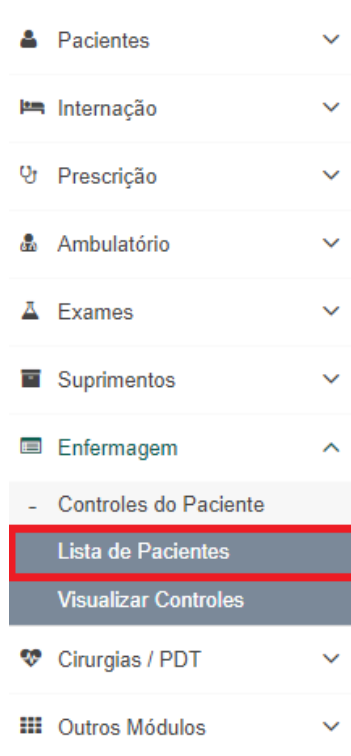 Pacientes
Internação
Prescrição
Ambulatório
Exames
Suprimentos
Enfermagem
- Controles do Paciente
Lista de Pacientes
Visualizar Controles
Cirurgias / PDT
Outros Módulos